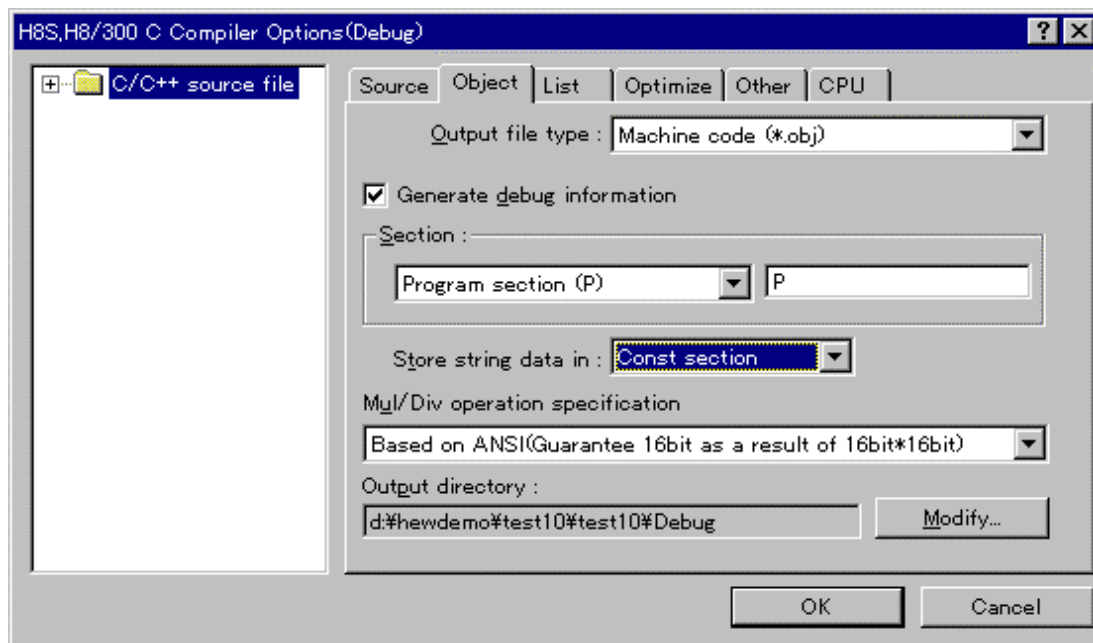 H8S,H8/300 C Compiler Options(Debug)
C/C++ source file
Source Object List Optimize Other CPU
Output file type : Machine code (*.obj)
Generate debug information
Section :
Program section (P) P
Store string data in : Const section
Mul/Div operation specification
Based on ANSI(Guarantee 16bit as a result of 16bit*16bit)
Output directory :
d:¥hewdemo¥test10¥test10¥Debug Modify...
OK Cancel